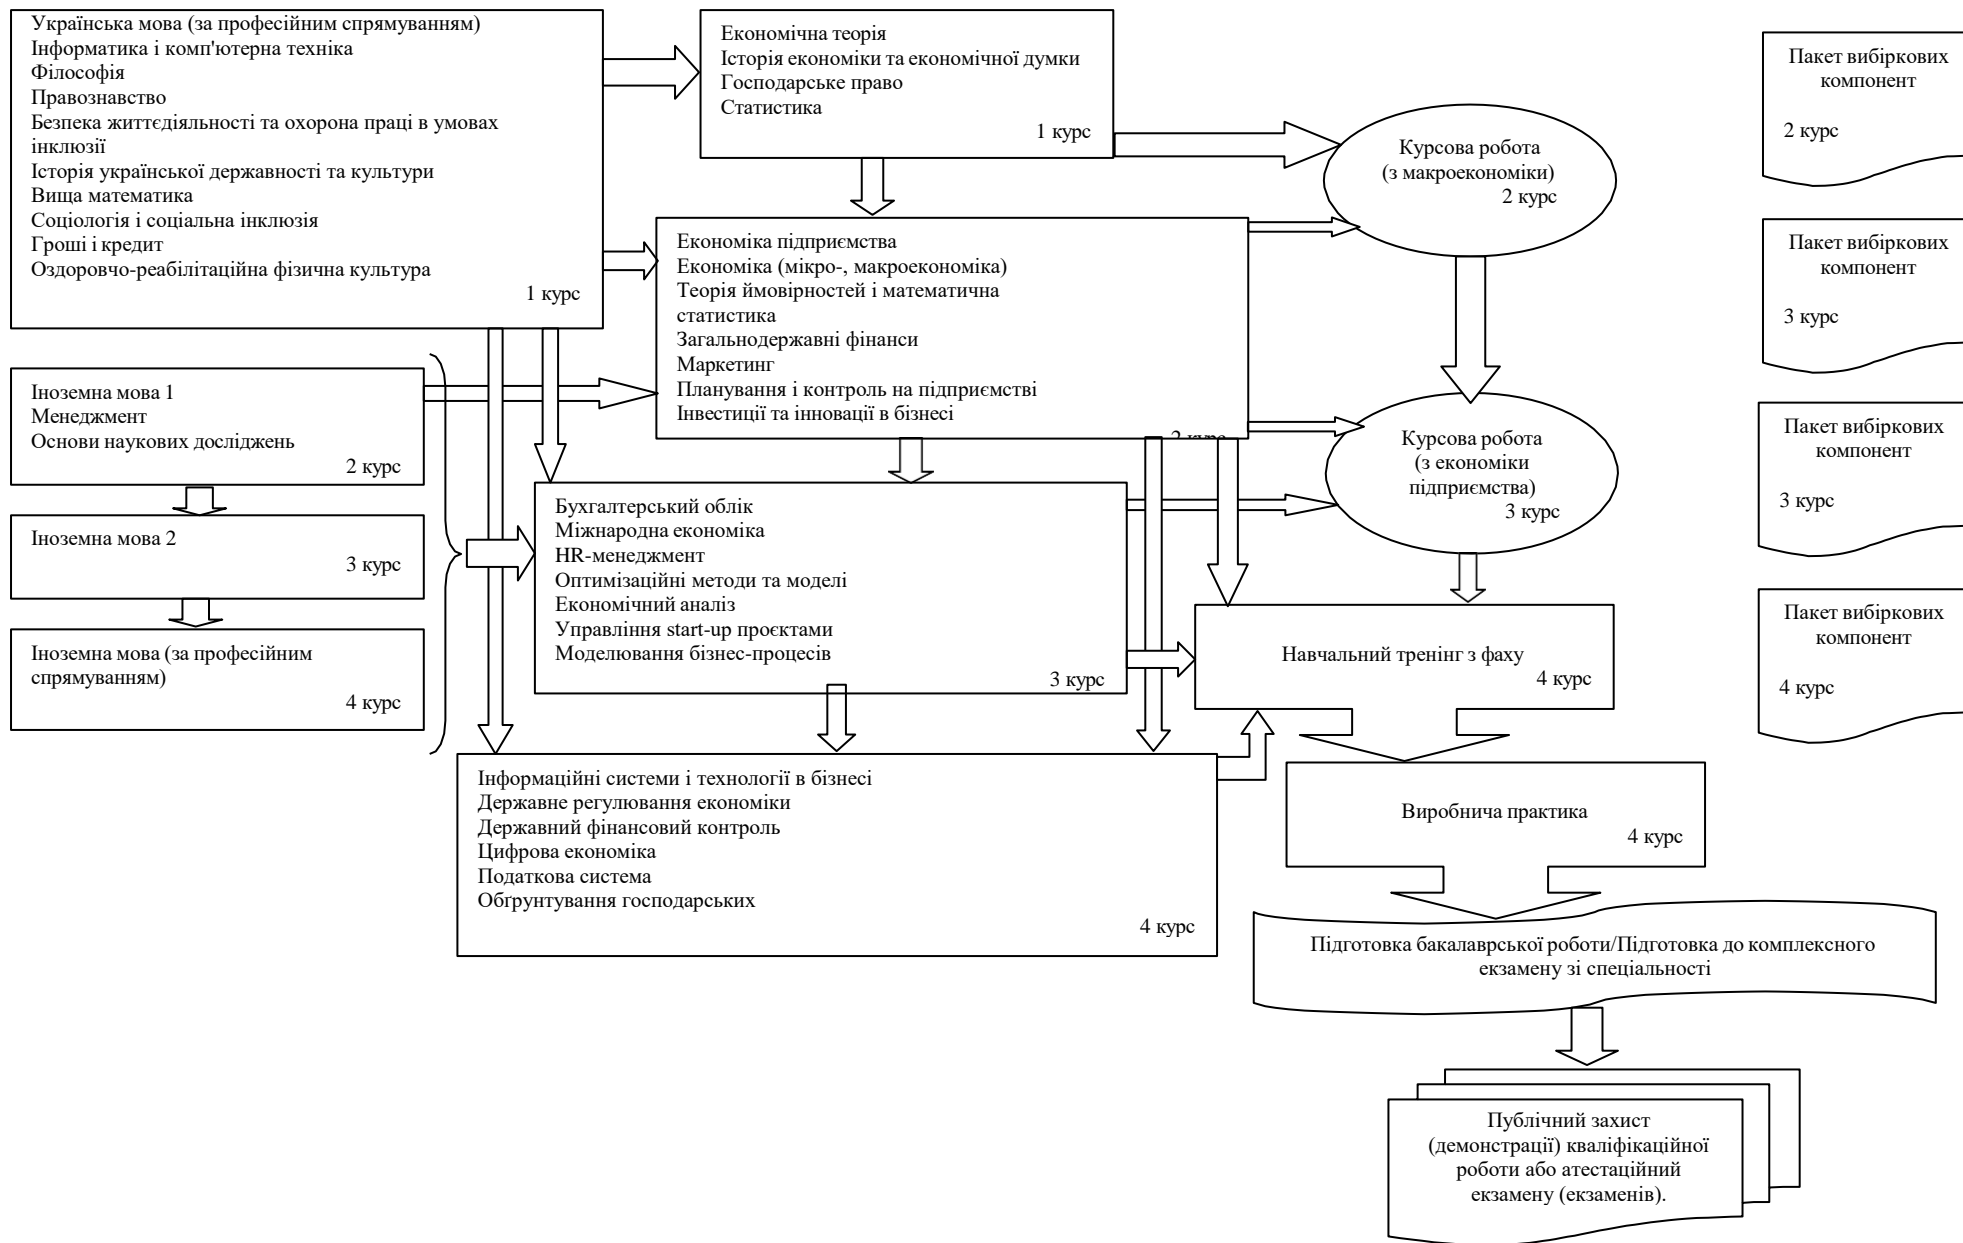 Українська мова (за професійним спрямуванням)
Інформатика і комп'ютерна техніка
Філософія
Правознавство
Безпека життєдіяльності та охорона праці в умовах
інклюзії
Історія української державності та культури
Вища математика
Соціологія і соціальна інклюзія
Гроші і кредит
Оздоровчо-реабілітаційна фізична культура
1 курс
Економічна теорія
Історія економіки та економічної думки
Господарське право
Статистика
1 курс
Курсова робота
(з макроекономіки)
2 курс
Пакет вибіркових
компонент
2 курс
Економіка підприємства
Економіка (мікро-, макроекономіка)
Теорія ймовірностей і математична
статистика
Загальнодержавні фінанси
Маркетинг
Планування і контроль на підприємстві
Інвестиції та інновації в бізнесі
2 курс
Пакет вибіркових
компонент
3 курс
Іноземна мова 1
Менеджмент
Основи наукових досліджень
2 курс
Іноземна мова 2
3 курс
Іноземна мова (за професійним
спрямуванням)
4 курс
Курсова робота
(з економіки
підприємства)
3 курс
Пакет вибіркових
компонент
3 курс
Бухгалтерський облік
Міжнародна економіка
HR-менеджмент
Оптимізаційні методи та моделі
Економічний аналіз
Управління start-up проєктами
Моделювання бізнес-процесів
3 курс
Навчальний тренінг з фаху
4 курс
Пакет вибіркових
компонент
4 курс
Інформаційні системи і технології в бізнесі
Державне регулювання економіки
Державний фінансовий контроль
Цифрова економіка
Податкова система
Обґрунтування господарських
4 курс
Виробнича практика
4 курс
Підготовка бакалаврської роботи/Підготовка до комплексного
екзамену зі спеціальності
Публічний захист
(демонстрації) кваліфікаційної
роботи або атестаційний
екзамену (екзаменів).